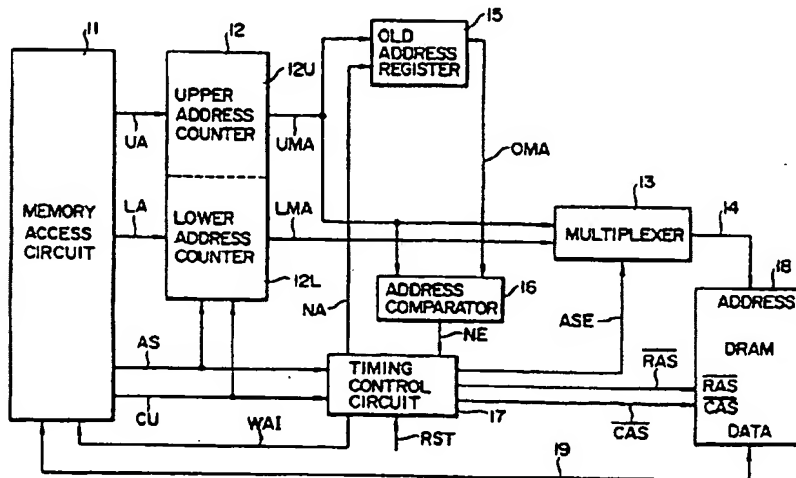 11
12
12U
15
OLD
ADDRESS
REGISTER
UPPER
ADDRESS
COUNTER
UA
UMA
OMA
MEMORY
ACCESS
CIRCUIT
LA
LOWER
ADDRESS
COUNTER
LMA
12L
13
MULTIPLEXER
14
18
NA
ADDRESS
COMPARATOR
16
ASE
NE
ADDRESS
DRAM
RAS
CAS
DATA
AS
CU
WAI
TIMING
CONTROL
CIRCUIT
17
RST
RAS
CAS
19